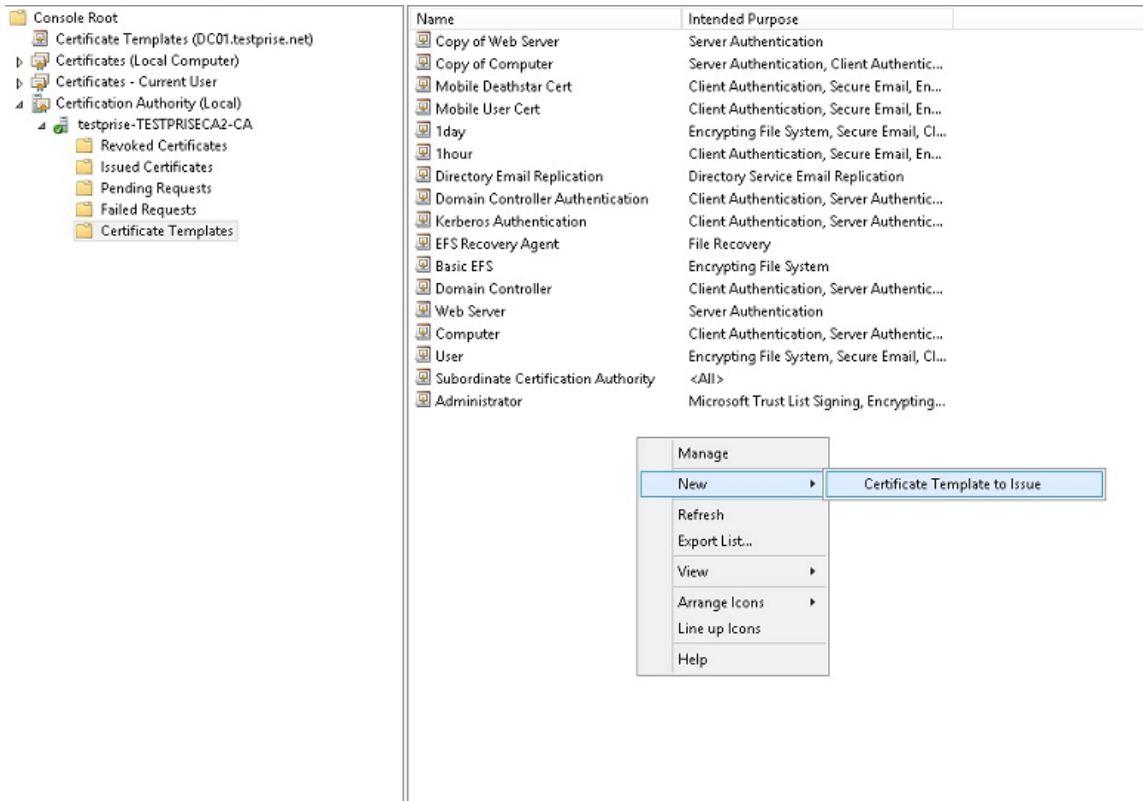 Console Root
Certificate Templates (DC01.testprise.net)
Certificates (Local Computer)
Certificates - Current User
Certification Authority (Local)
testprise-TESTPRISECA2-CA
Revoked Certificates
Issued Certificates
Pending Requests
Failed Requests
Certificate Templates
Name Intended Purpose
Copy of Web Server Server Authentication
Copy of Computer Server Authentication, Client Authentic...
Mobile Deathstar Cert Client Authentication, Secure Email, En...
Mobile User Cert Client Authentication, Secure Email, En...
1day Encrypting File System, Secure Email, Cl...
1hour Client Authentication, Secure Email, En...
Directory Email Replication Directory Service Email Replication
Domain Controller Authentication Client Authentication, Server Authentic...
Kerberos Authentication Client Authentication, Server Authentic...
EFS Recovery Agent File Recovery
Basic EFS Encrypting File System
Domain Controller Client Authentication, Server Authentic...
Web Server Server Authentication
Computer Client Authentication, Server Authentic...
User Encrypting File System, Secure Email, Cl...
Subordinate Certification Authority <All>
Administrator Microsoft Trust List Signing, Encrypting...
Manage
New Certificate Template to Issue
Refresh
Export List...
View
Arrange Icons
Line up Icons
Help